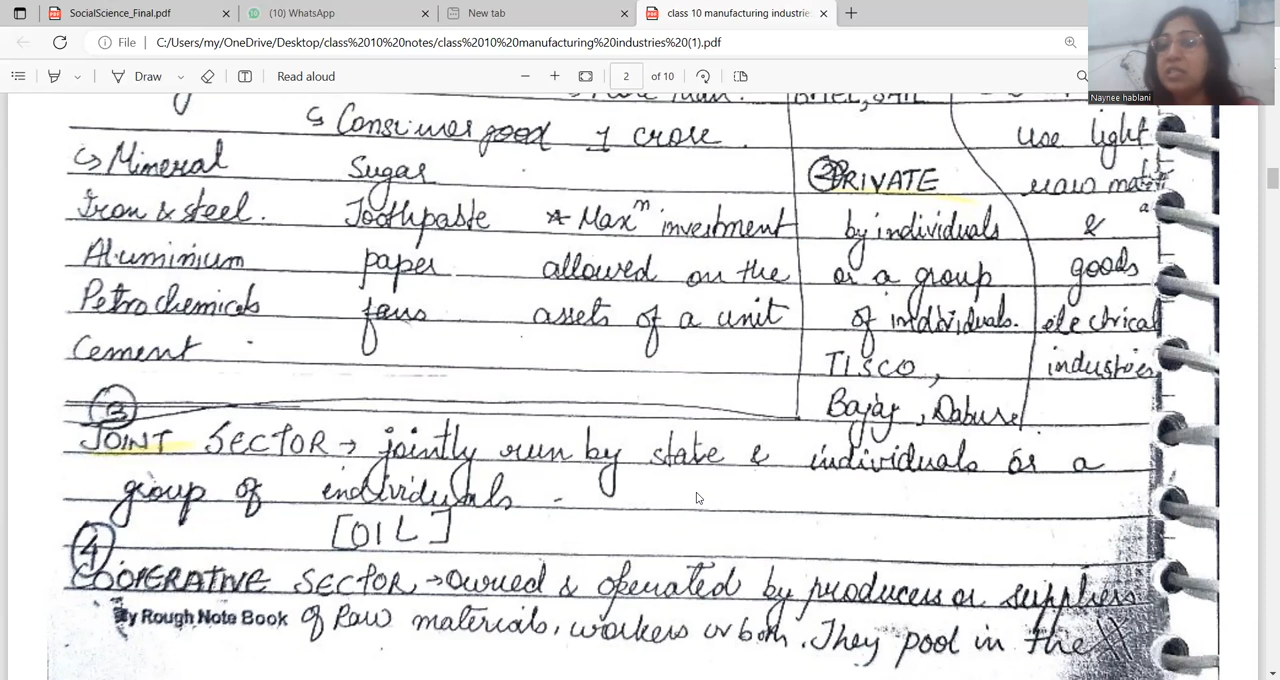 SocialScience_Final.pdf
(10) WhatsApp
New tab
class 10 manufacturing industrie
File C:/Users/my/OneDrive/Desktop/class%2010%20notes/class%2010%20manufacturing%20industries%20(1).pdf
Draw
Read aloud
2 of 10
Naynee hablani
Consumer good 1 crore.
use light
Mineral Sugar
② PRIVATE
raw mat
Iron & steel. Toothpaste * Maxm investment by individuals &
Aluminium paper allowed on the or a group goods
Petrochemicals fans assets of a unit of individuals. electrical
Cement TISCO, industries
Bajaj, Dabur
③
JOINT SECTOR → jointly run by state & individuals or a
group of individuals
[OIL]
④
COOPERATIVE SECTOR → owned & operated by producers or suppliers
My Rough Note Book of Raw materials, workers or both. They pool in the